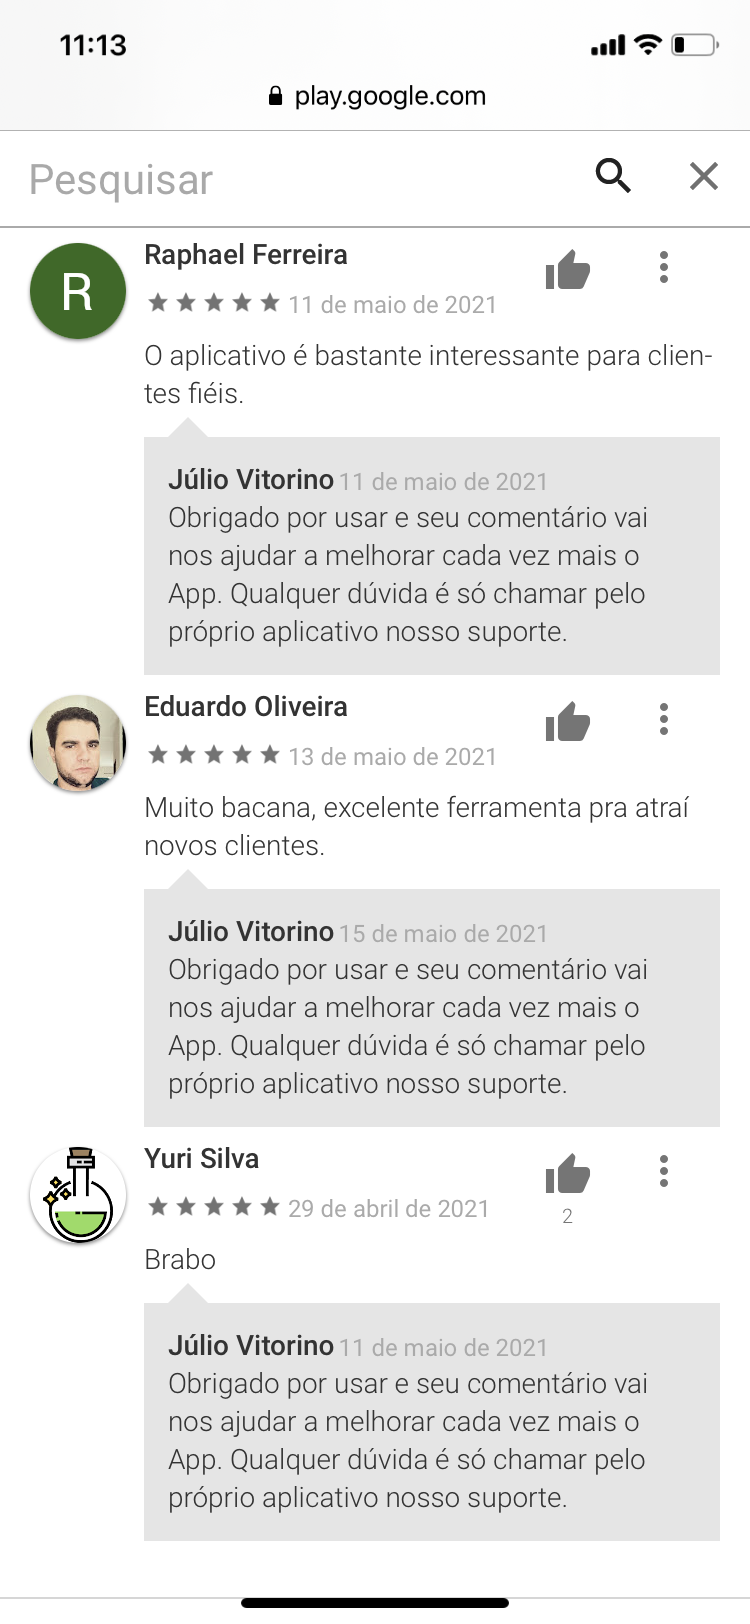 11:13
play.google.com
Pesquisar
R
Raphael Ferreira
11 de maio de 2021
O aplicativo é bastante interessante para clien-
tes fiéis.
Júlio Vitorino 11 de maio de 2021
Obrigado por usar e seu comentário vai
nos ajudar a melhorar cada vez mais o
App. Qualquer dúvida é só chamar pelo
próprio aplicativo nosso suporte.
Eduardo Oliveira
13 de maio de 2021
Muito bacana, excelente ferramenta pra atraí
novos clientes.
Júlio Vitorino 15 de maio de 2021
Obrigado por usar e seu comentário vai
nos ajudar a melhorar cada vez mais o
App. Qualquer dúvida é só chamar pelo
próprio aplicativo nosso suporte.
Yuri Silva
29 de abril de 2021
2
Brabo
Júlio Vitorino 11 de maio de 2021
Obrigado por usar e seu comentário vai
nos ajudar a melhorar cada vez mais o
App. Qualquer dúvida é só chamar pelo
próprio aplicativo nosso suporte.